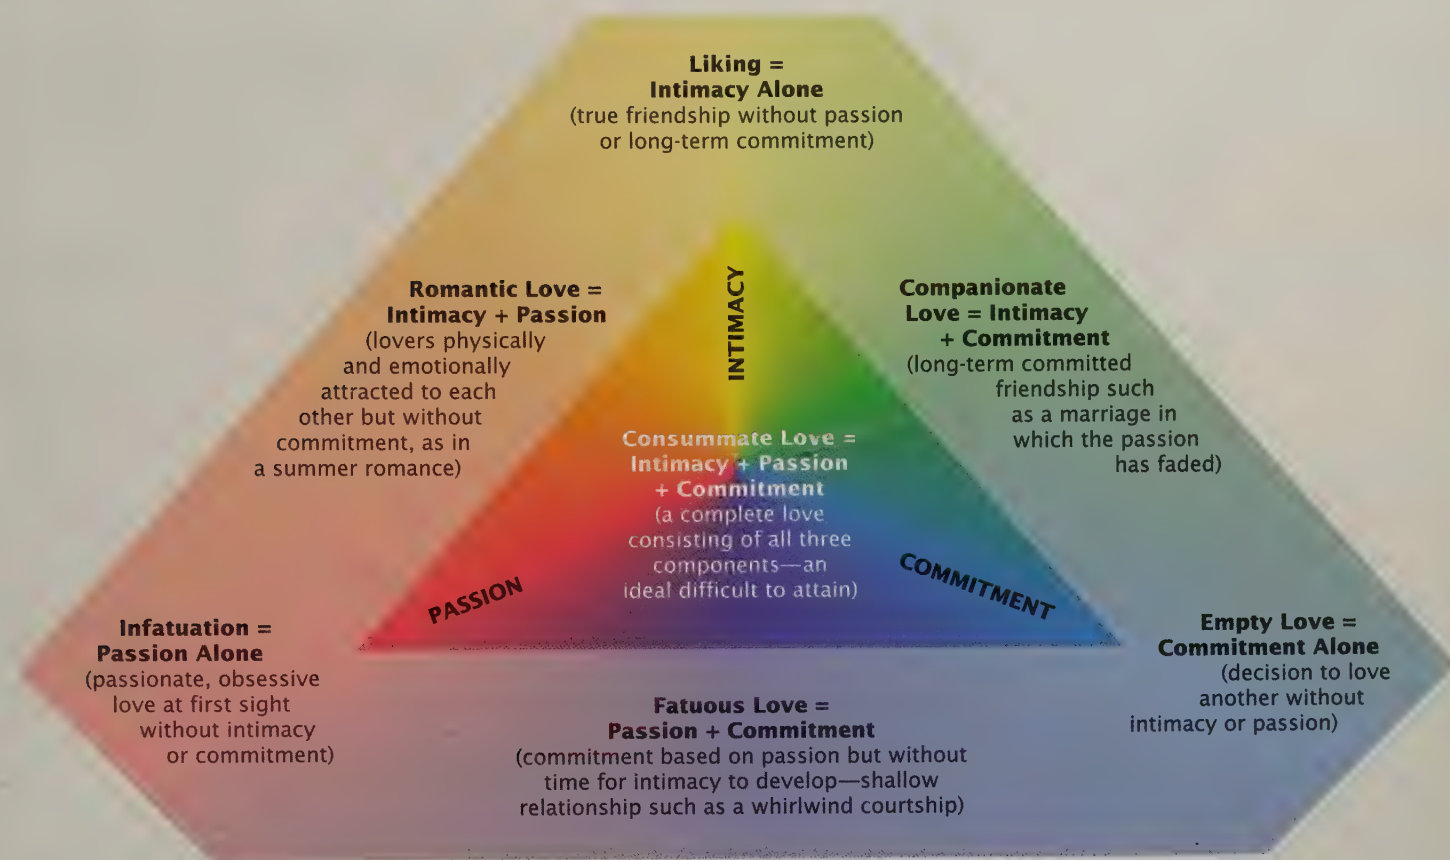 Liking =
Intimacy Alone
(true friendship without passion
or long-term commitment)
Romantic Love =
Intimacy + Passion
(lovers physically
and emotionally
attracted to each
other but without
commitment, as in
a summer romance)
INTIMACY
Companionate
Love = Intimacy
+ Commitment
(long-term committed
friendship such
as a marriage in
which the passion
has faded)
Consummate Love =
Intimacy + Passion
+ Commitment
(a complete love
consisting of all three
components—an
ideal difficult to attain)
PASSION
COMMITMENT
Infatuation =
Passion Alone
(passionate, obsessive
love at first sight
without intimacy
or commitment)
Fatuous Love =
Passion + Commitment
(commitment based on passion but without
time for intimacy to develop—shallow
relationship such as a whirlwind courtship)
Empty Love =
Commitment Alone
(decision to love
another without
intimacy or passion)